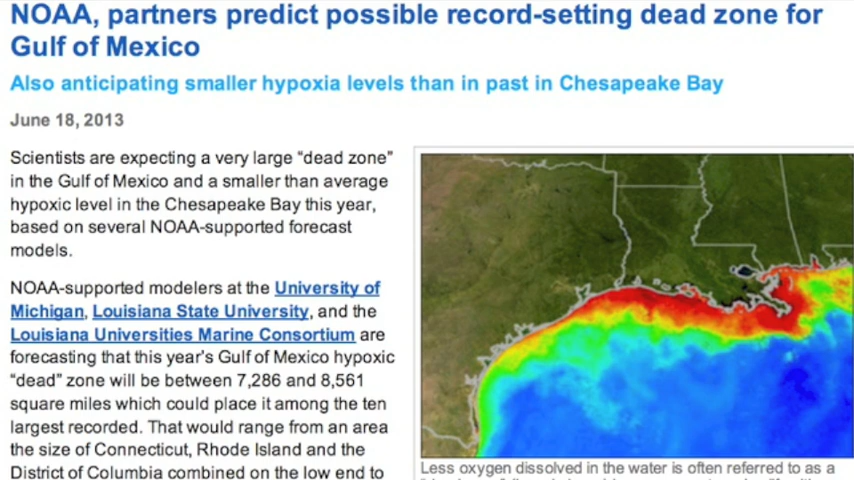 NOAA, partners predict possible record-setting dead zone for
Gulf of Mexico
Also anticipating smaller hypoxia levels than in past in Chesapeake Bay
June 18, 2013
Scientists are expecting a very large “dead zone”
in the Gulf of Mexico and a smaller than average
hypoxic level in the Chesapeake Bay this year,
based on several NOAA-supported forecast
models.
NOAA-supported modelers at the University of
Michigan, Louisiana State University, and the
Louisiana Universities Marine Consortium are
forecasting that this year's Gulf of Mexico hypoxic
“dead” zone will be between 7,286 and 8,561
square miles which could place it among the ten
largest recorded. That would range from an area
the size of Connecticut, Rhode Island and the
District of Columbia combined on the low end to
Less oxygen dissolved in the water is often referred to as a